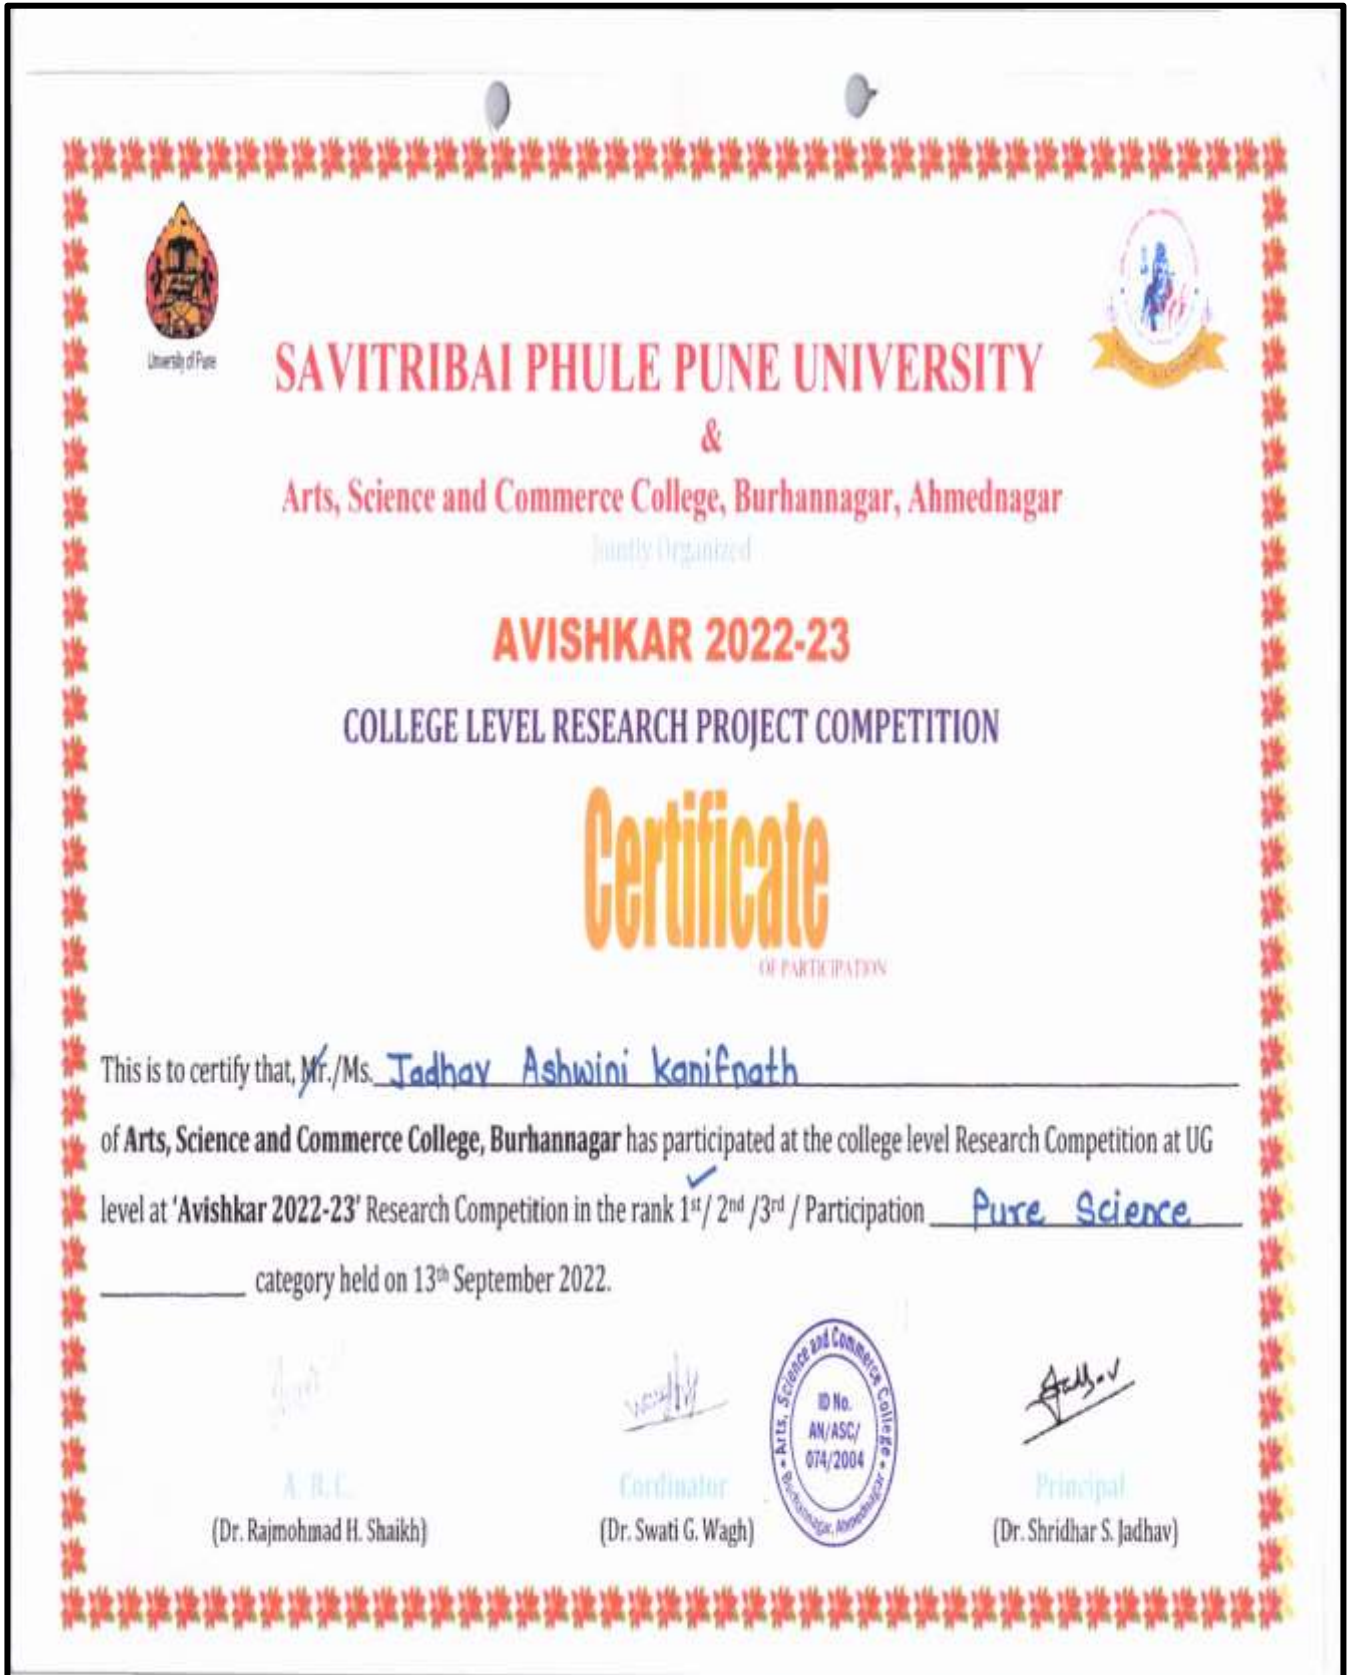 University of Pune
SAVITRIBAI PHULE PUNE UNIVERSITY
&
Arts, Science and Commerce College, Burhannagar, Ahmednagar
Jointly Organized
AVISHKAR 2022-23
COLLEGE LEVEL RESEARCH PROJECT COMPETITION
Certificate
OF PARTICIPATION
This is to certify that, Mr./Ms. Jadhav Ashwini Kanifnath
of Arts, Science and Commerce College, Burhannagar has participated at the college level Research Competition at UG
level at 'Avishkar 2022-23' Research Competition in the rank 1st/ 2nd /3rd / Participation Pure Science
category held on 13th September 2022.
Arts, Science and Commerce College
Burhannagar, Ahmednagar
ID No.
AN/ASC/
074/2004
Jadhav
Cordinator
Principal
(Dr. Rajmohmad H. Shaikh)
(Dr. Swati G. Wagh)
(Dr. Shridhar S. Jadhav)